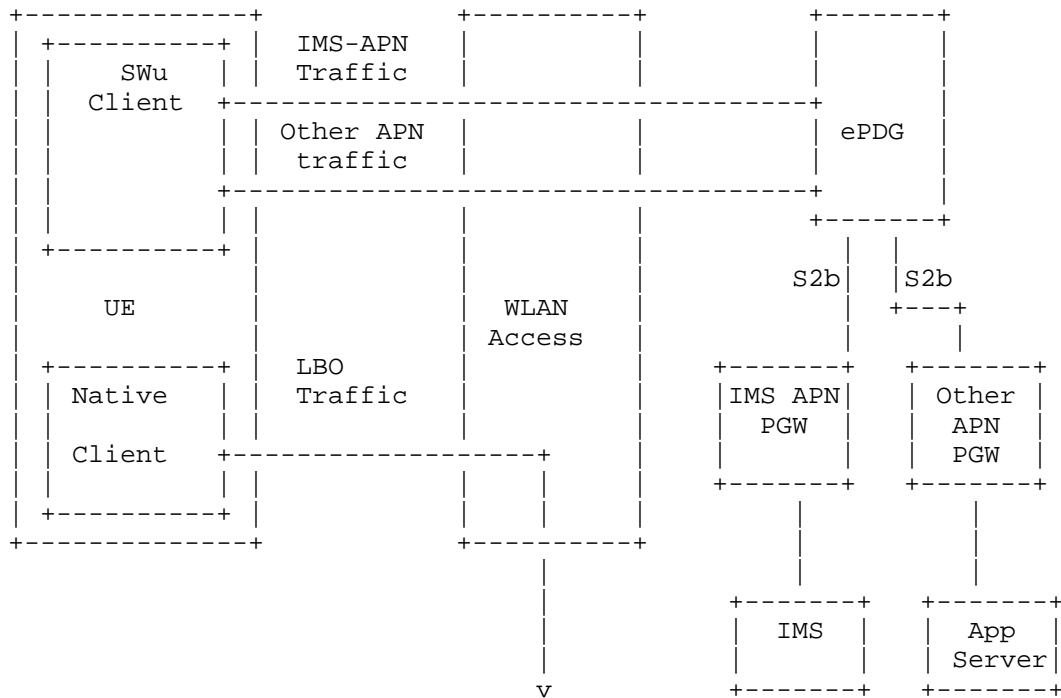 IMS-APN
Traffic
SWu
Client
Other APN
traffic
ePDG
S2b
S2b
UE
WLAN
Access
LBO
Traffic
Native
Client
IMS APN
PGW
Other
APN
PGW
IMS
App
Server
v